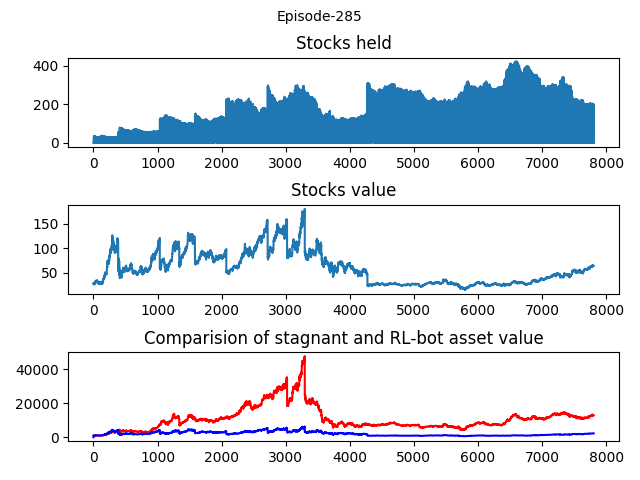 Episode-285
Stocks held
400
200
0
0 1000 2000 3000 4000 5000 6000 7000 8000
Stocks value
150
100
50
0 1000 2000 3000 4000 5000 6000 7000 8000
Comparision of stagnant and RL-bot asset value
40000
20000
0
0 1000 2000 3000 4000 5000 6000 7000 8000